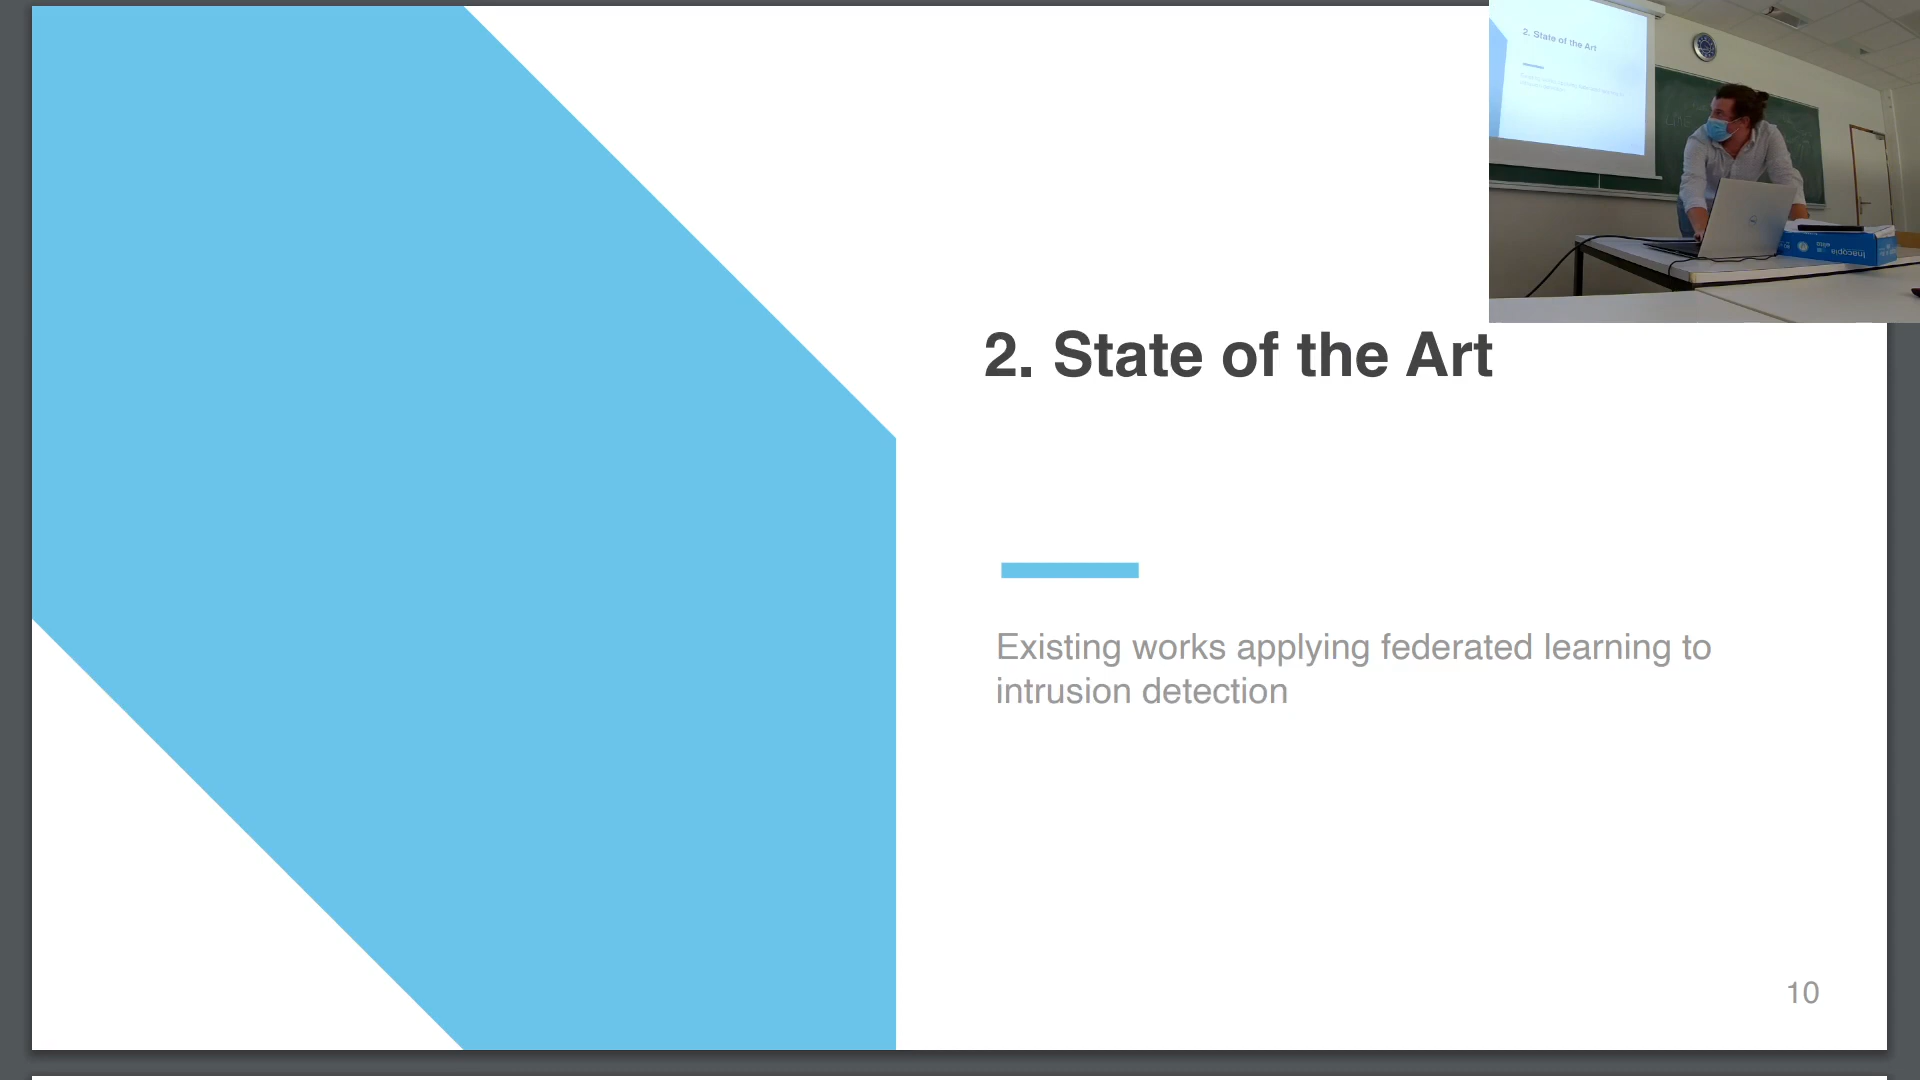 2. State of the Art
Existing works applying federated learning to
intrusion detection
10
2. State of the Art
inacopia